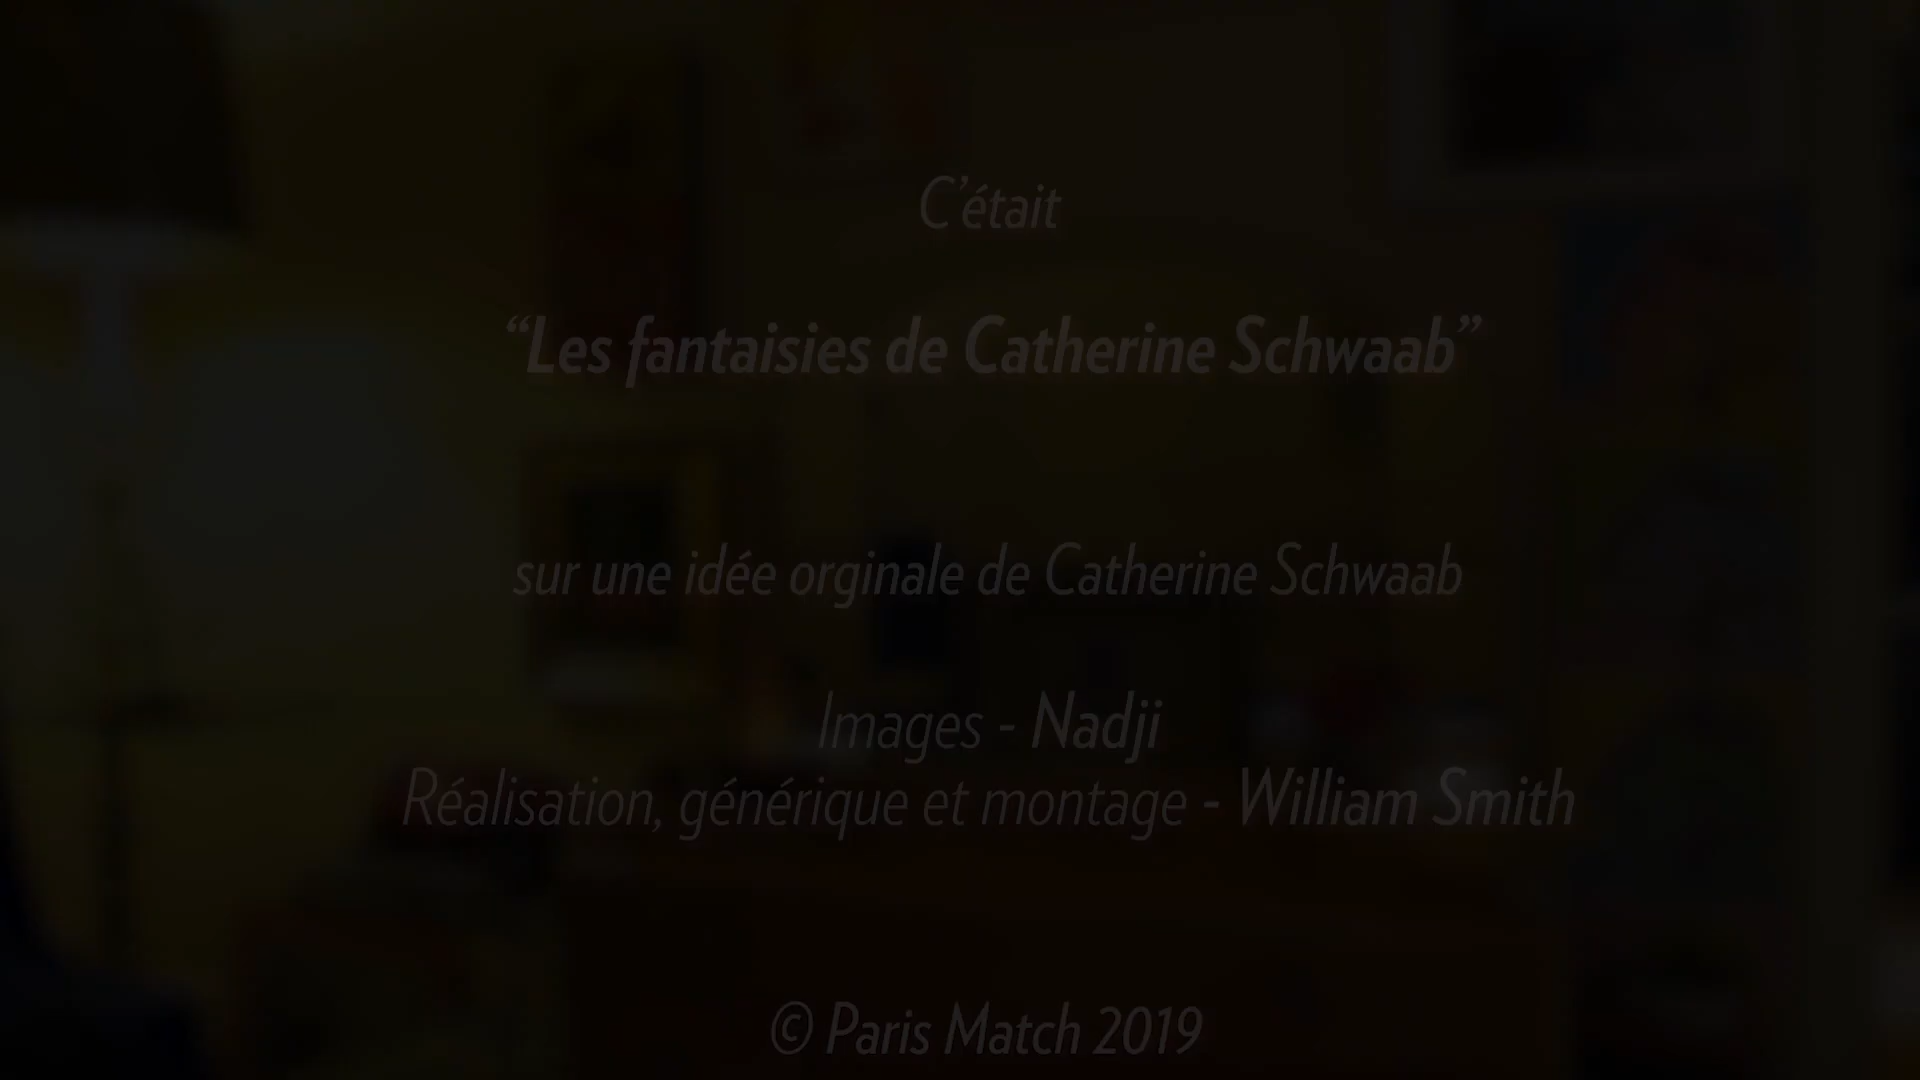 C’était
“Les fantaisies de Catherine Schwaab”
sur une idée orginale de Catherine Schwaab
Images - Nadji
Réalisation, générique et montage - William Smith
© Paris Match 2019